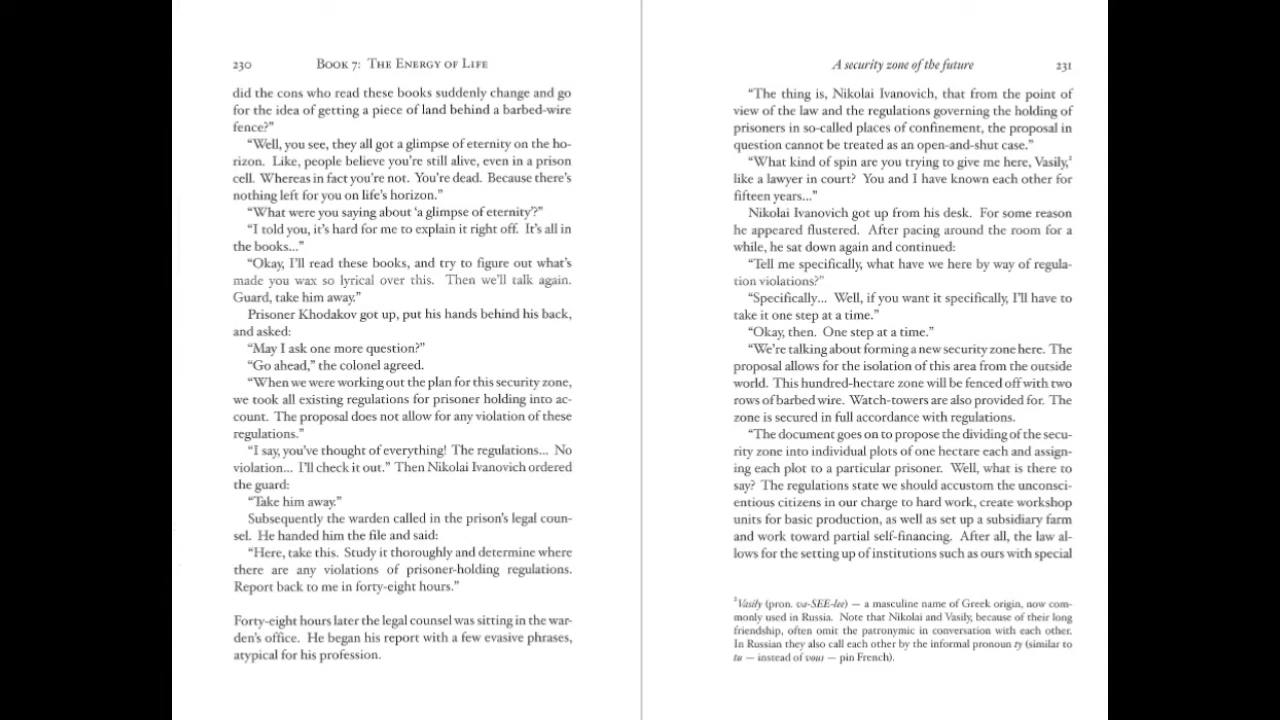 230 Book 7: The Energy of Life
did the cons who read these books suddenly change and go
for the idea of getting a piece of land behind a barbed-wire
fence?”
“Well, you see, they all got a glimpse of eternity on the ho-
rizon. Like, people believe you’re still alive, even in a prison
cell. Whereas in fact you’re not. You’re dead. Because there’s
nothing left for you on life’s horizon.”
“What were you saying about ‘a glimpse of eternity’?”
“I told you, it’s hard for me to explain it right off. It’s all in
the books...”
“Okay, I’ll read these books, and try to figure out what’s
made you wax so lyrical over this. Then we’ll talk again.
Guard, take him away.”
Prisoner Khodakov got up, put his hands behind his back,
and asked:
“May I ask one more question?”
“Go ahead,” the colonel agreed.
“When we were working out the plan for this security zone,
we took all existing regulations for prisoner holding into ac-
count. The proposal does not allow for any violation of these
regulations.”
“I say, you’ve thought of everything! The regulations... No
violation... I’ll check it out.” Then Nikolai Ivanovich ordered
the guard:
“Take him away.”
Subsequently the warden called in the prison’s legal coun-
sel. He handed him the file and said:
“Here, take this. Study it thoroughly and determine where
there are any violations of prisoner-holding regulations.
Report back to me in forty-eight hours.”
Forty-eight hours later the legal counsel was sitting in the war-
den’s office. He began his report with a few evasive phrases,
atypical for his profession.
A security zone of the future 231
“The thing is, Nikolai Ivanovich, that from the point of
view of the law and the regulations governing the holding of
prisoners in so-called places of confinement, the proposal in
question cannot be treated as an open-and-shut case.”
“What kind of spin are you trying to give me here, Vasily,²
like a lawyer in court? You and I have known each other for
fifteen years...”
Nikolai Ivanovich got up from his desk. For some reason
he appeared flustered. After pacing around the room for a
while, he sat down again and continued:
“Tell me specifically, what have we here by way of regula-
tion violations?”
“Specifically... Well, if you want it specifically, I’ll have to
take it one step at a time.”
“Okay, then. One step at a time.”
“We’re talking about forming a new security zone here. The
proposal allows for the isolation of this area from the outside
world. This hundred-hectare zone will be fenced off with two
rows of barbed wire. Watch-towers are also provided for. The
zone is secured in full accordance with regulations.
“The document goes on to propose the dividing of the secu-
rity zone into individual plots of one hectare each and assign-
ing each plot to a particular prisoner. Well, what is there to
say? The regulations state we should accustom the unconsci-
entious citizens in our charge to hard work, create workshop
units for basic production, as well as set up a subsidiary farm
and work toward partial self-financing. After all, the law al-
lows for the setting up of institutions such as ours with special
²Vasily (pron. va-SEE-lee) — a masculine name of Greek origin, now com-
monly used in Russia. Note that Nikolai and Vasily, because of their long
friendship, often omit the patronymic in conversation with each other.
In Russian they also call each other by the informal pronoun ty (similar to
tu — instead of vous — pin French).